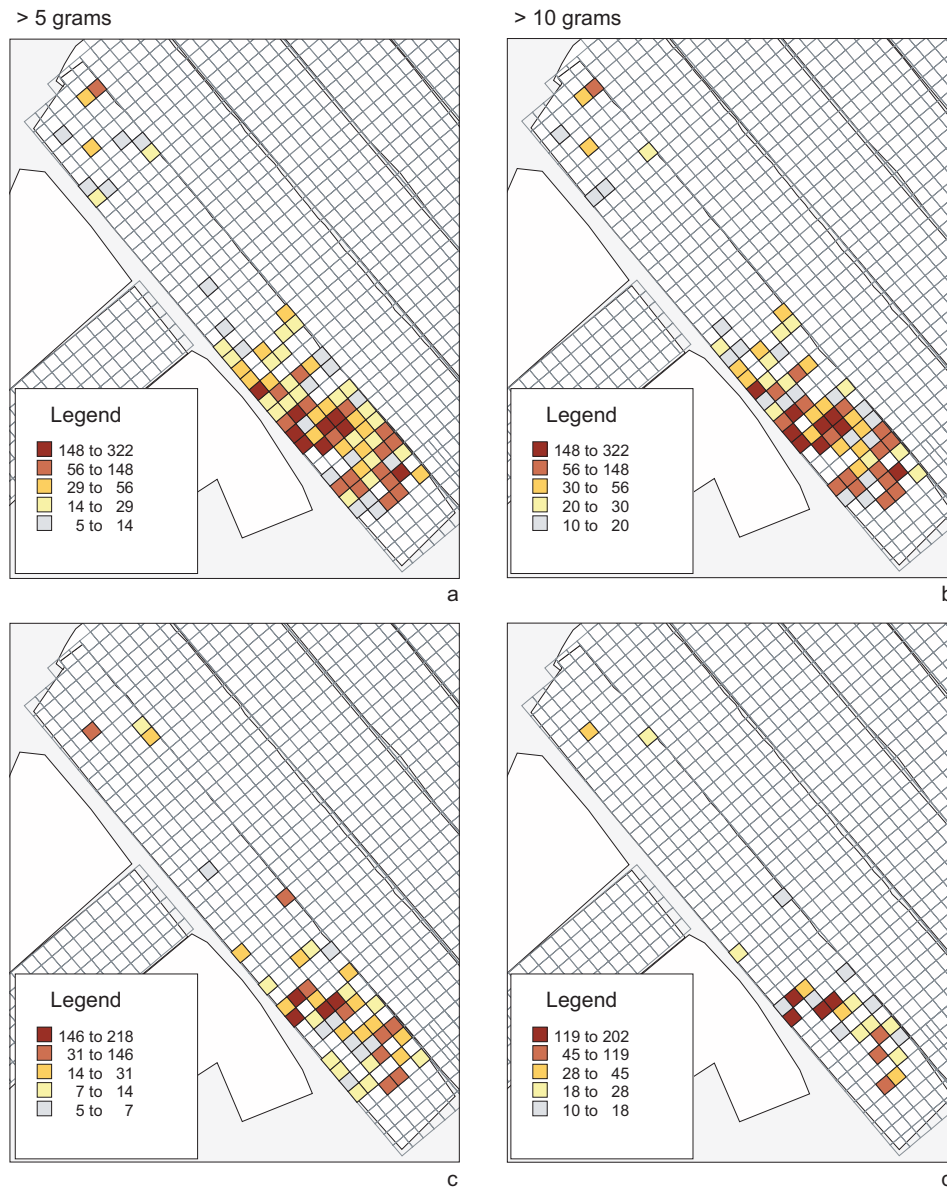 > 5 grams
> 10 grams
Legend
148 to 322
56 to 148
29 to 56
14 to 29
5 to 14
a
Legend
148 to 322
56 to 148
30 to 56
20 to 30
10 to 20
b
Legend
146 to 218
31 to 146
14 to 31
7 to 14
5 to 7
c
Legend
119 to 202
45 to 119
28 to 45
18 to 28
10 to 18
d